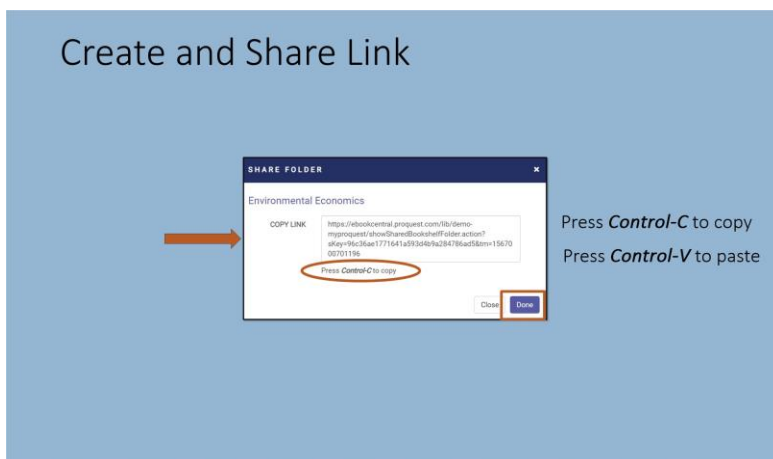 Create and Share Link
SHARE FOLDER ×
Environmental Economics
COPY LINK
https://ebookcentral.proquest.com/lib/demo-
myproquest/showSharedBookshelfFolder.action?
sKey=96c36ae1771641a593d4b9a284786ad5&tm=15670
00701196
Press Control-C to copy
Close Done
Press Control-C to copy
Press Control-V to paste